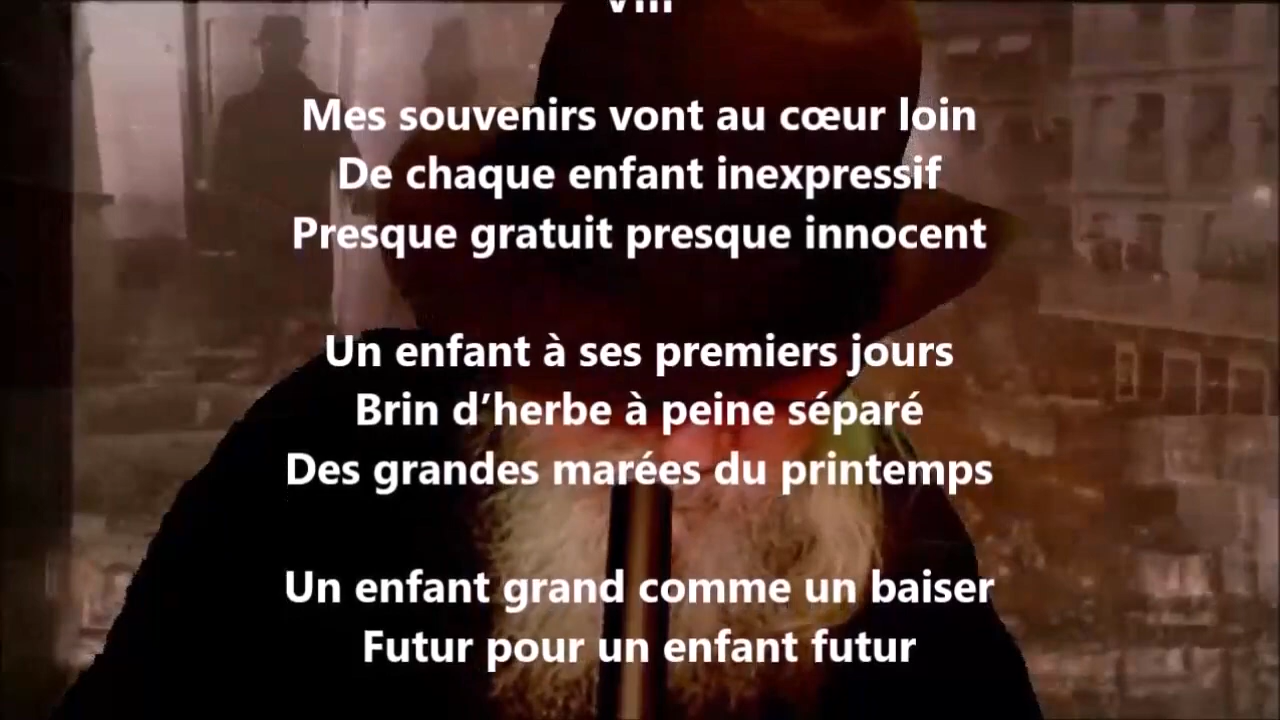 VIII
Mes souvenirs vont au cœur loin
De chaque enfant inexpressif
Presque gratuit presque innocent
Un enfant à ses premiers jours
Brin d’herbe à peine séparé
Des grandes marées du printemps
Un enfant grand comme un baiser
Futur pour un enfant futur